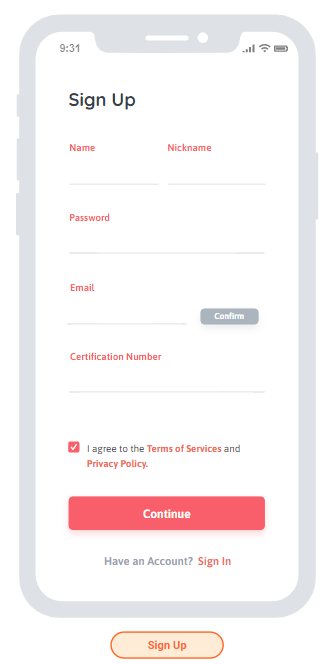 9:31
Sign Up
Name Nickname
Password
Email
Confirm
Certification Number
I agree to the Terms of Services and
Privacy Policy.
Continue
Have an Account? Sign In
Sign Up